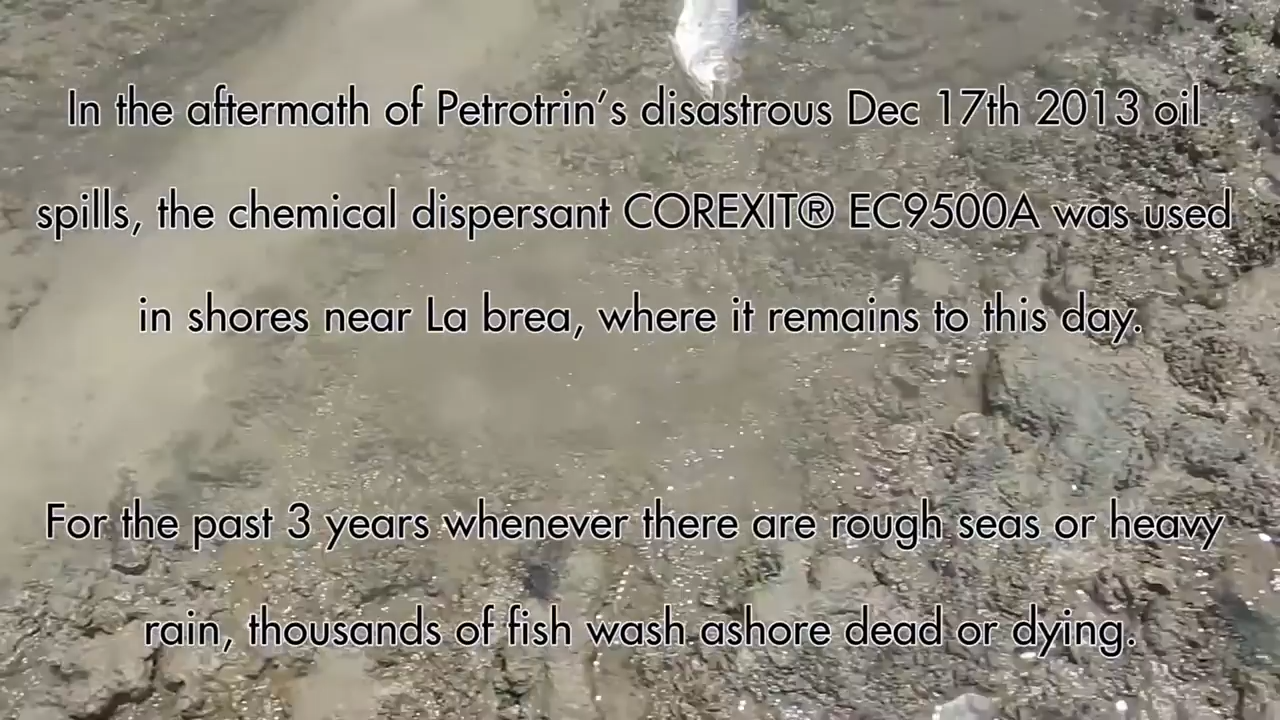 In the aftermath of Petrotrin’s disastrous Dec 17th 2013 oil
spills, the chemical dispersant COREXIT® EC9500A was used
in shores near La brea, where it remains to this day.
For the past 3 years whenever there are rough seas or heavy
rain, thousands of fish wash ashore dead or dying.